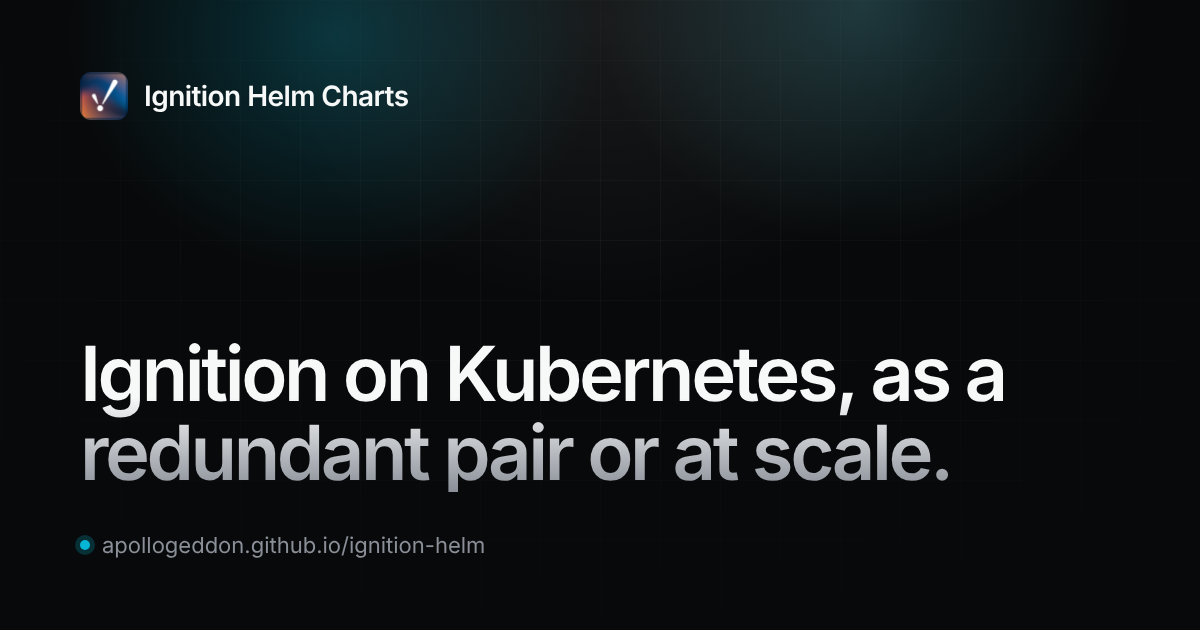 Ignition Helm Charts
Ignition on Kubernetes, as a
redundant pair or at scale.
apollogeddon.github.io/ignition-helm